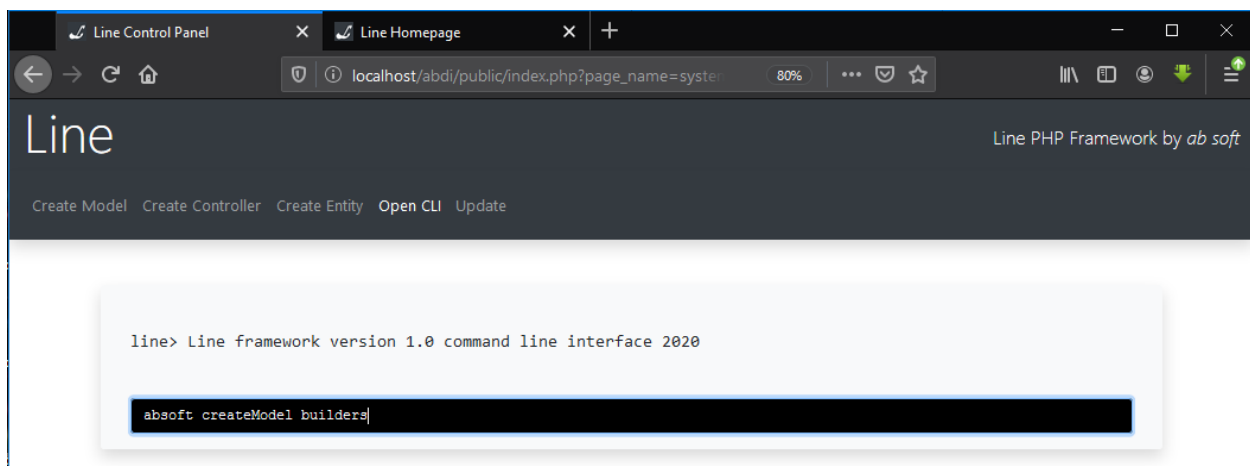 Line Control Panel
Line Homepage
localhost/abdi/public/index.php?page_name=system
80%
Line
Line PHP Framework by ab soft
Create Model Create Controller Create Entity Open CLI Update
line> Line framework version 1.0 command line interface 2020
absoft createModel builders